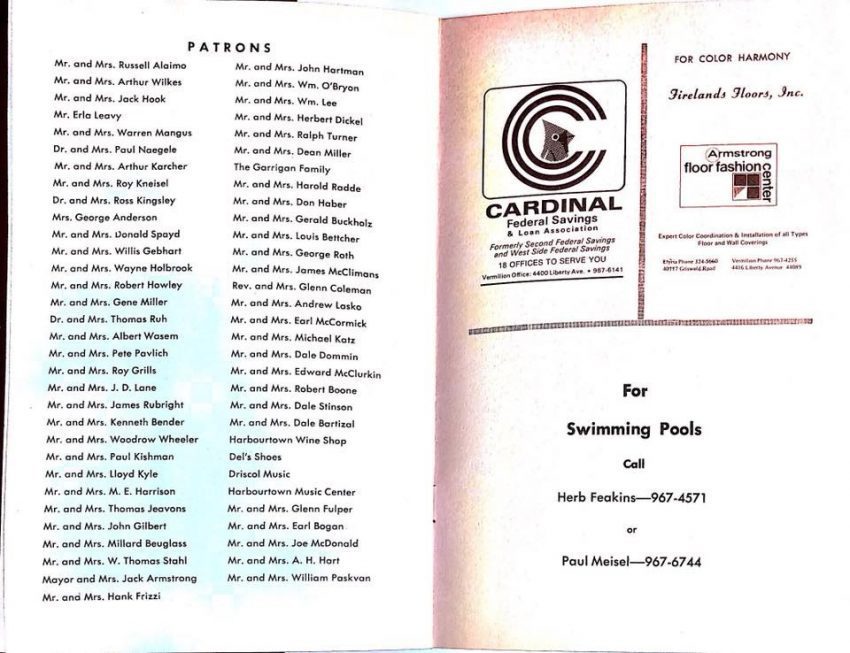 PATRONS
Mr. and Mrs. Russell Alaimo
Mr. and Mrs. Arthur Wilkes
Mr. and Mrs. Jack Hook
Mr. Erla Leavy
Mr. and Mrs. Warren Mangus
Dr. and Mrs. Paul Naegele
Mr. and Mrs. Arthur Karcher
Mr. and Mrs. Roy Kneisel
Dr. and Mrs. Ross Kingsley
Mrs. George Anderson
Mr. and Mrs. Donald Spayd
Mr. and Mrs. Willis Gebhart
Mr. and Mrs. Wayne Holbrook
Mr. and Mrs. Robert Howley
Mr. and Mrs. Gene Miller
Dr. and Mrs. Thomas Ruh
Mr. and Mrs. Albert Wasem
Mr. and Mrs. Pete Pavlich
Mr. and Mrs. Roy Grills
Mr. and Mrs. J. D. Lane
Mr. and Mrs. James Rubright
Mr. and Mrs. Kenneth Bender
Mr. and Mrs. Woodrow Wheeler
Mr. and Mrs. Paul Kishman
Mr. and Mrs. Lloyd Kyle
Mr. and Mrs. M. E. Harrison
Mr. and Mrs. Thomas Jeavons
Mr. and Mrs. John Gilbert
Mr. and Mrs. Millard Beuglass
Mr. and Mrs. W. Thomas Stahl
Mayor and Mrs. Jack Armstrong
Mr. and Mrs. Hank Frizzi
Mr. and Mrs. John Hartman
Mr. and Mrs. Wm. O'Bryon
Mr. and Mrs. Wm. Lee
Mr. and Mrs. Herbert Dickel
Mr. and Mrs. Ralph Turner
Mr. and Mrs. Dean Miller
The Garrigan Family
Mr. and Mrs. Harold Radde
Mr. and Mrs. Don Haber
Mr. and Mrs. Gerald Buckholz
Mr. and Mrs. Louis Bettcher
Mr. and Mrs. George Roth
Mr. and Mrs. James McClimans
Rev. and Mrs. Glenn Coleman
Mr. and Mrs. Andrew Lasko
Mr. and Mrs. Earl McCormick
Mr. and Mrs. Michael Katz
Mr. and Mrs. Dale Dommin
Mr. and Mrs. Edward McClurkin
Mr. and Mrs. Robert Boone
Mr. and Mrs. Dale Stinson
Mr. and Mrs. Dale Bartizal
Harbourtown Wine Shop
Del's Shoes
Driscol Music
Harbourtown Music Center
Mr. and Mrs. Glenn Fulper
Mr. and Mrs. Earl Bogan
Mr. and Mrs. Joe McDonald
Mr. and Mrs. A. H. Hart
Mr. and Mrs. William Paskvan
CARDINAL
Federal Savings
& Loan Association
Formerly Second Federal Savings
and West Side Federal Savings
18 OFFICES TO SERVE YOU
Vermilion Office: 4400 Liberty Ave. • 967-6141
FOR COLOR HARMONY
Firelands Floors, Inc.
Armstrong
floor fashion center
Expert Color Coordination & Installation of all Types
Floor and Wall Coverings
Elyria Phone 324-5660
40197 Griswold Road
Vermilion Phone 967-4255
4416 Liberty Avenue 44089
For
Swimming Pools
Call
Herb Feakins—967-4571
or
Paul Meisel—967-6744